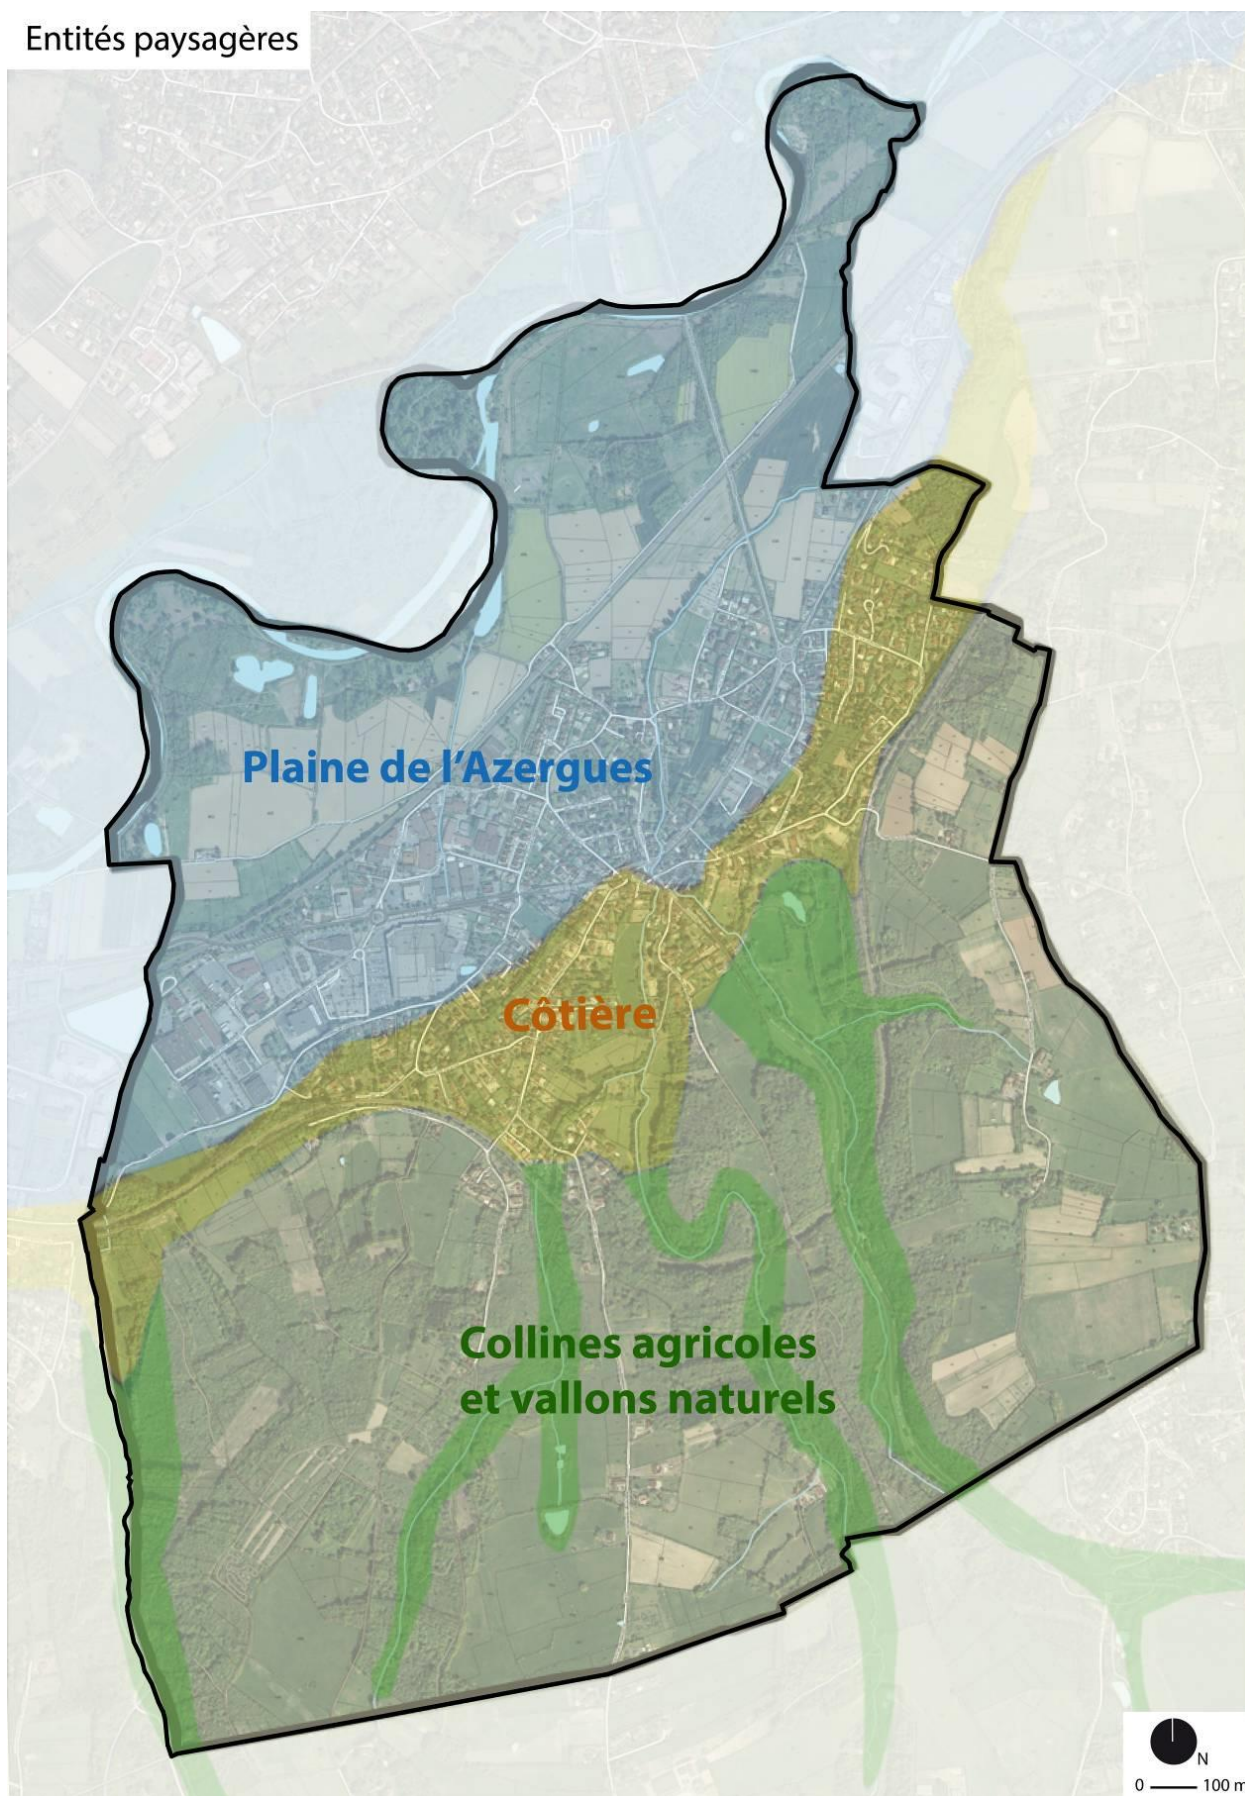 Entités paysagères
Plaine de l'Azergues
Côtière
Collines agricoles
et vallons naturels
N
0 100 m